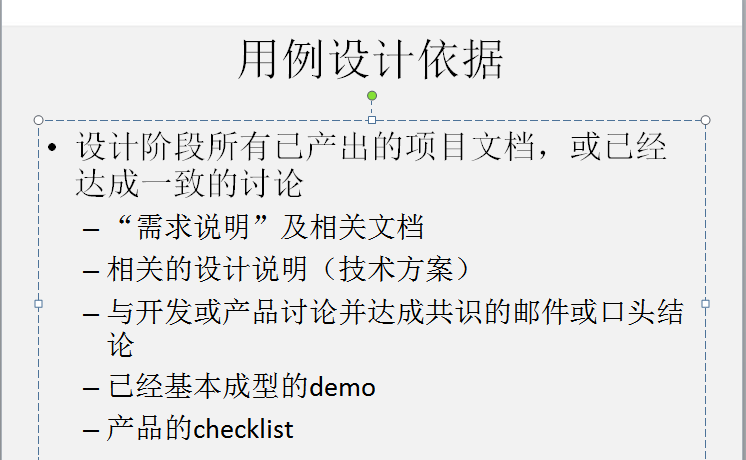 用例设计依据
• 设计阶段所有已产出的项目文档，或已经
达成一致的讨论
– “需求说明”及相关文档
– 相关的设计说明（技术方案）
– 与开发或产品讨论并达成共识的邮件或口头结
论
– 已经基本成型的demo
– 产品的checklist